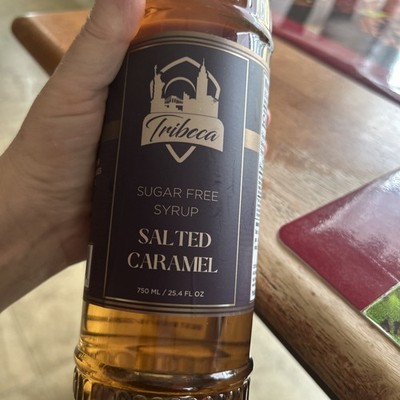 Tribeca
SUGAR FREE
SYRUP
SALTED
CARAMEL
750 ML / 25.4 FL OZ